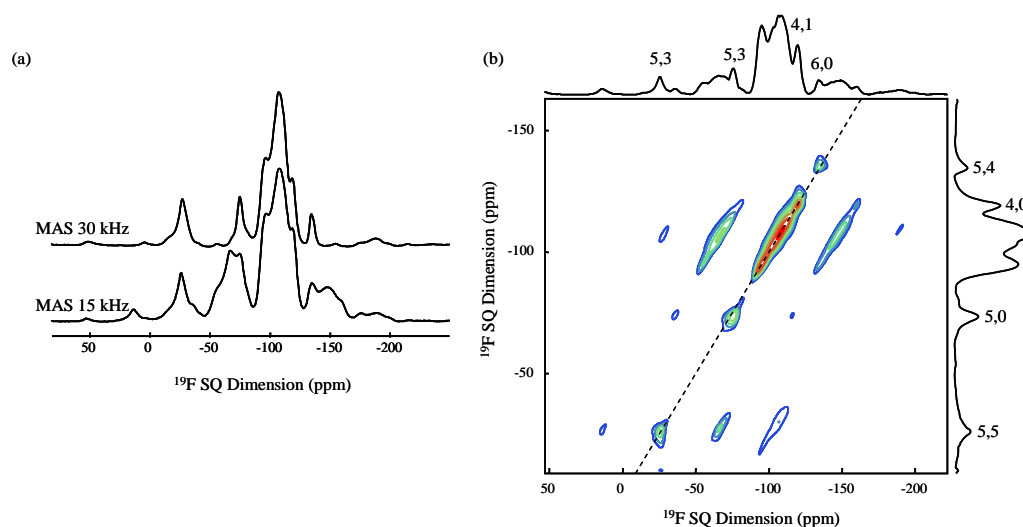 (a)
MAS 30 kHz
MAS 15 kHz
50 0 -50 -100 -150 -200
¹⁹F SQ Dimension (ppm)
(b)
5,3 5,3 4,1 6,0
-150
-100
-50
¹⁹F SQ Dimension (ppm)
5,4
4,0
5,0
5,5
50 0 -50 -100 -150 -200
¹⁹F SQ Dimension (ppm)